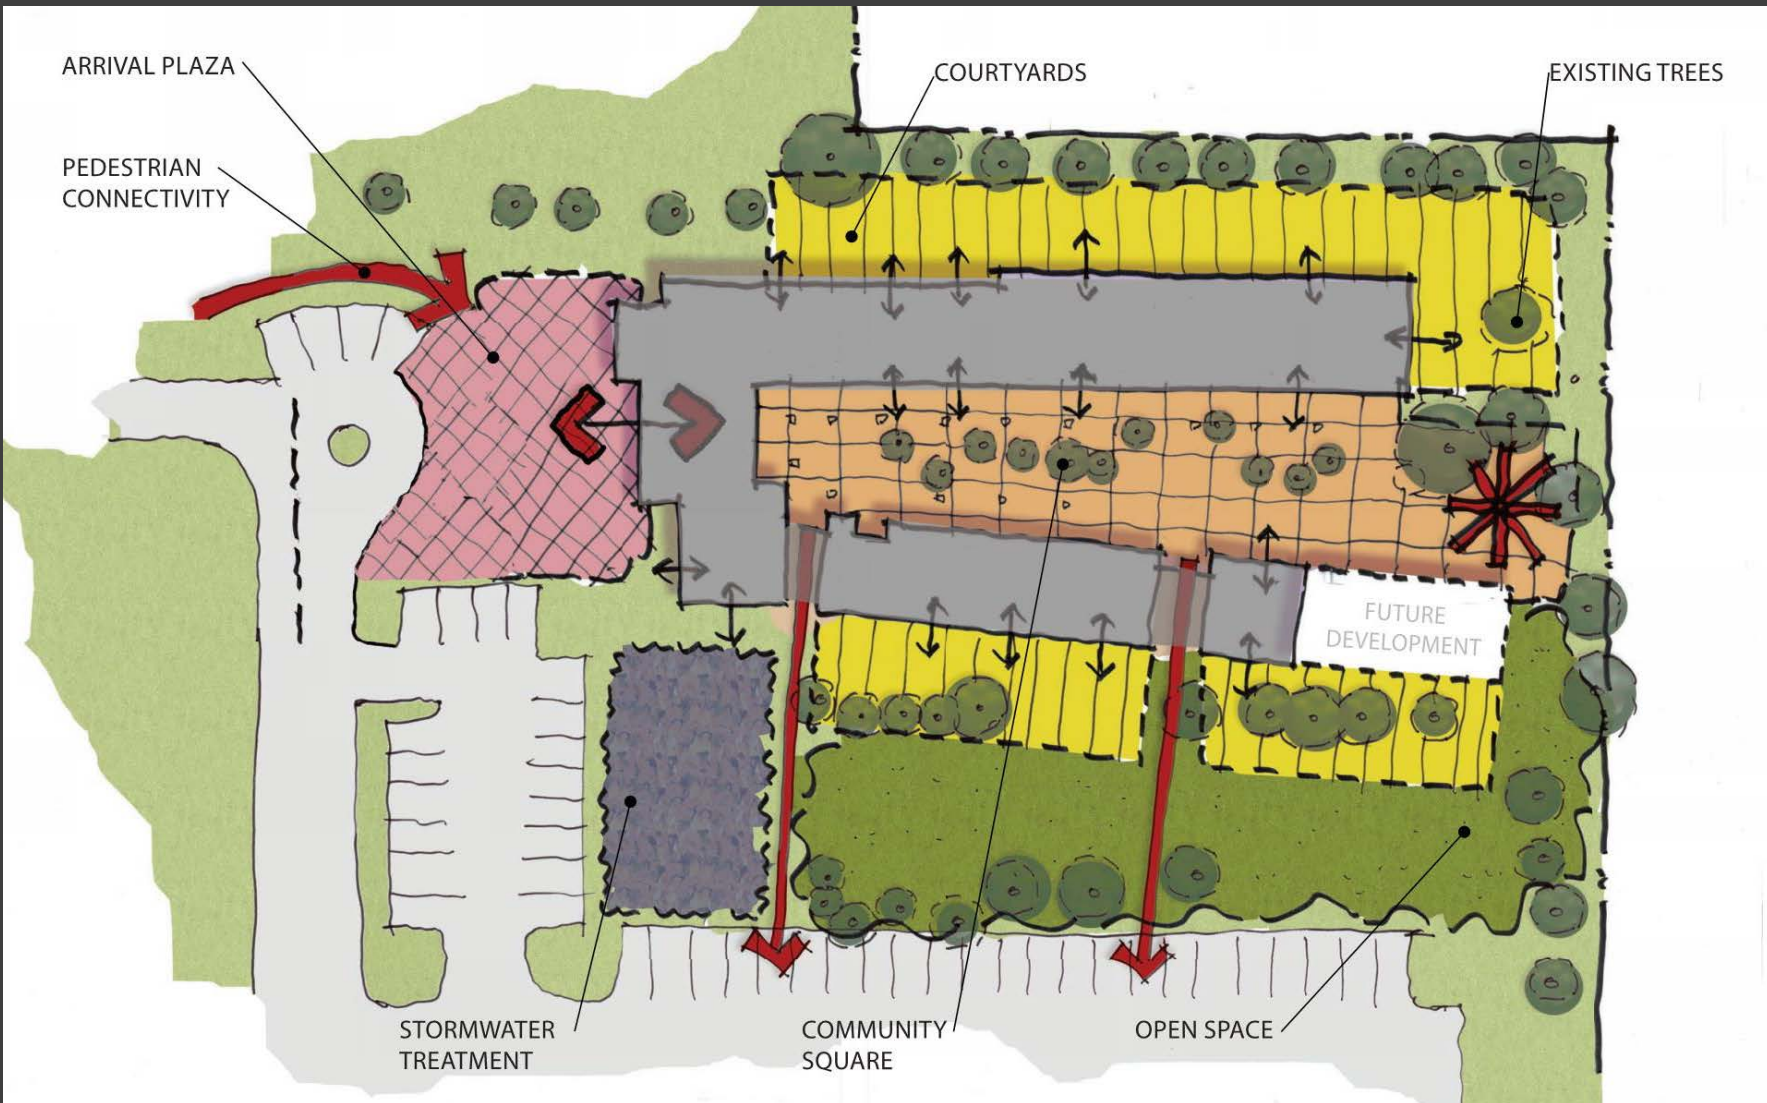 ARRIVAL PLAZA
COURTYARDS
EXISTING TREES
PEDESTRIAN
CONNECTIVITY
FUTURE
DEVELOPMENT
STORMWATER
TREATMENT
COMMUNITY
SQUARE
OPEN SPACE